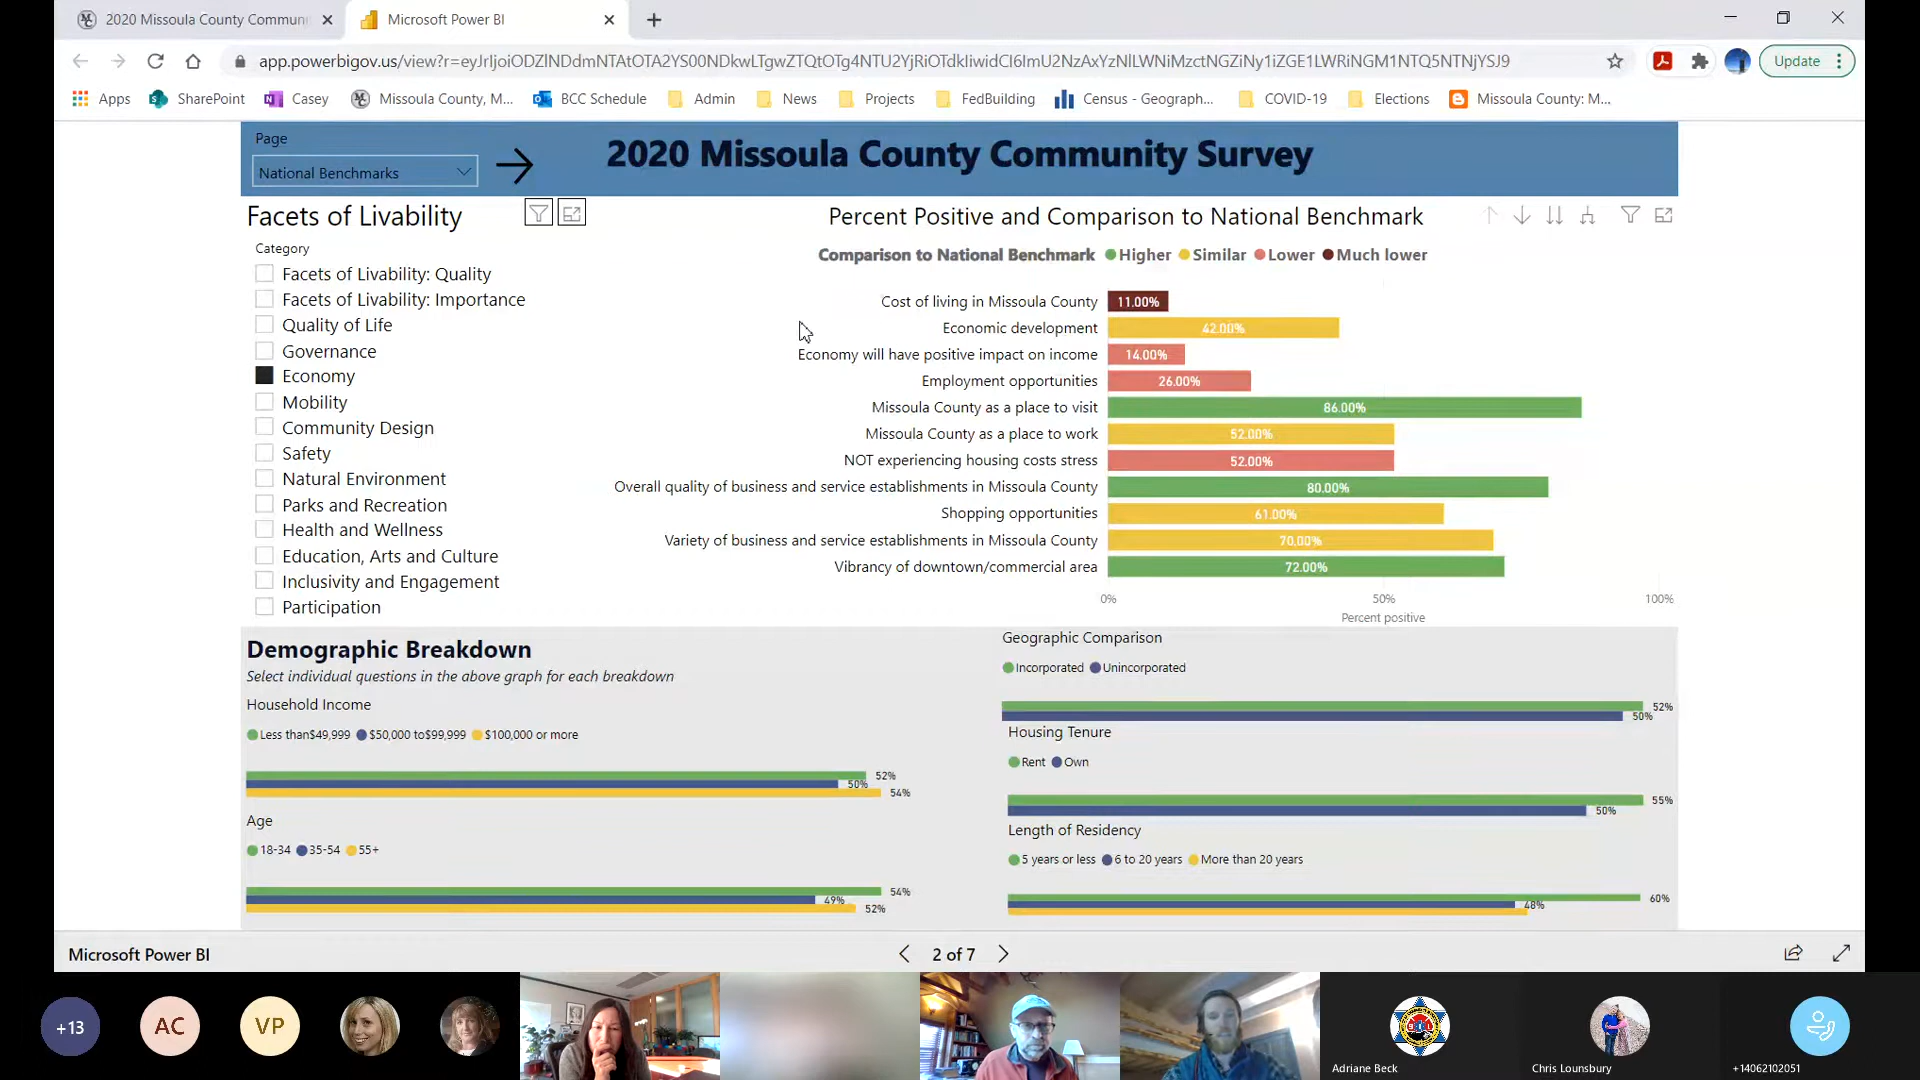 2020 Missoula County Commun
Microsoft Power BI
app.powerbigov.us/view?r=
Update
Apps
SharePoint
Casey
Missoula County, M...
BCC Schedule
Admin
News
Projects
FedBuilding
Census - Geograph...
COVID-19
Elections
Missoula County: M...
Page
National Benchmarks
2020 Missoula County Community Survey
Facets of Livability
Category
Facets of Livability: Quality
Facets of Livability: Importance
Quality of Life
Governance
Economy
Mobility
Community Design
Safety
Natural Environment
Parks and Recreation
Health and Wellness
Education, Arts and Culture
Inclusivity and Engagement
Participation
Percent Positive and Comparison to National Benchmark
Comparison to National Benchmark Higher Similar Lower Much lower
Cost of living in Missoula County 11.00%
Economic development 42.00%
Economy will have positive impact on income 14.00%
Employment opportunities 26.00%
Missoula County as a place to visit 86.00%
Missoula County as a place to work 52.00%
NOT experiencing housing costs stress 52.00%
Overall quality of business and service establishments in Missoula County 80.00%
Shopping opportunities 61.00%
Variety of business and service establishments in Missoula County 70.00%
Vibrancy of downtown/commercial area 72.00%
0% 50% 100%
Percent positive
Demographic Breakdown
Select individual questions in the above graph for each breakdown
Household Income
Less than$49,999 $50,000 to$99,999 $100,000 or more
52%
50%
54%
Age
18-34 35-54 55+
54%
49%
52%
Geographic Comparison
Incorporated Unincorporated
52%
50%
Housing Tenure
Rent Own
55%
50%
Length of Residency
5 years or less 6 to 20 years More than 20 years
60%
48%
Microsoft Power BI
2 of 7
+13
AC
VP
Adriane Beck
Chris Lounsbury
+14062102051